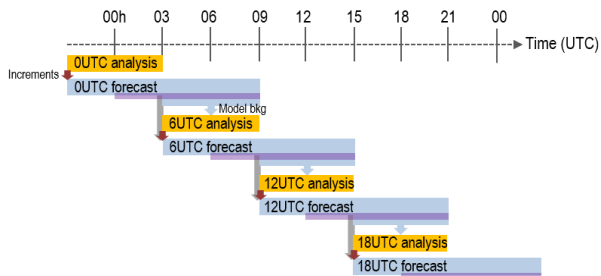 00h 03 06 09 12 15 18 21 00
Time (UTC)
0UTC analysis
Increments
0UTC forecast
Model bkg
6UTC analysis
6UTC forecast
12UTC analysis
12UTC forecast
18UTC analysis
18UTC forecast